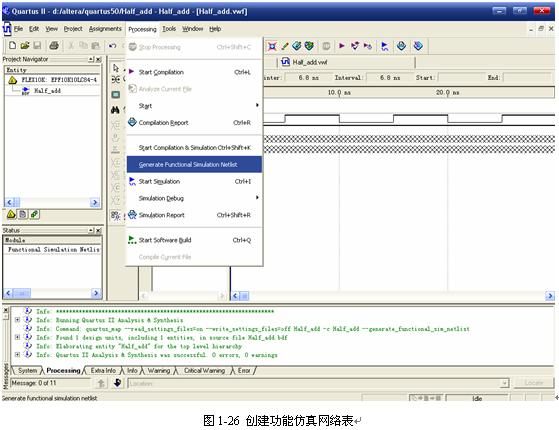 Quartus II - d:/altera/quartus50/Half_add - Half_add - [Half_add.vwf]
File Edit View Project Assignments Processing Tools Window Help
Project Navigator
Entity
FLEX10K: EPF10K10LC84-4
Half_add
Status
Module
Functional Simulation Netlis
Stop Processing Ctrl+Shift+C
Start Compilation Ctrl+L
Analyze Current File
Start
Compilation Report Ctrl+R
Start Compilation & Simulation Ctrl+Shift+K
Generate Functional Simulation Netlist
Start Simulation Ctrl+I
Simulation Debug
Simulation Report Ctrl+Shift+R
Start Software Build Ctrl+Q
Compile Current File
Half_add.vwf
inter: 6.8 ns Interval: 6.8 ns Start: End:
10.0 ns 20.0 ns
Info: ********************************************************************
Info: Running Quartus II Analysis & Synthesis
Info: Command: quartus_map --read_settings_files=on --write_settings_files=off Half_add -c Half_add --generate_functional_sim_netlist
Info: Found 1 design units, including 1 entities, in source file Half_add.bdf
Info: Elaborating entity "Half_add" for the top level hierarchy
Info: Quartus II Analysis & Synthesis was successful. 0 errors, 0 warnings
System Processing Extra Info Info Warning Critical Warning Error
Messages
Message: 0 of 11 Location: Locate
Generate functional simulation netlist Idle
图 1-26 创建功能仿真网络表